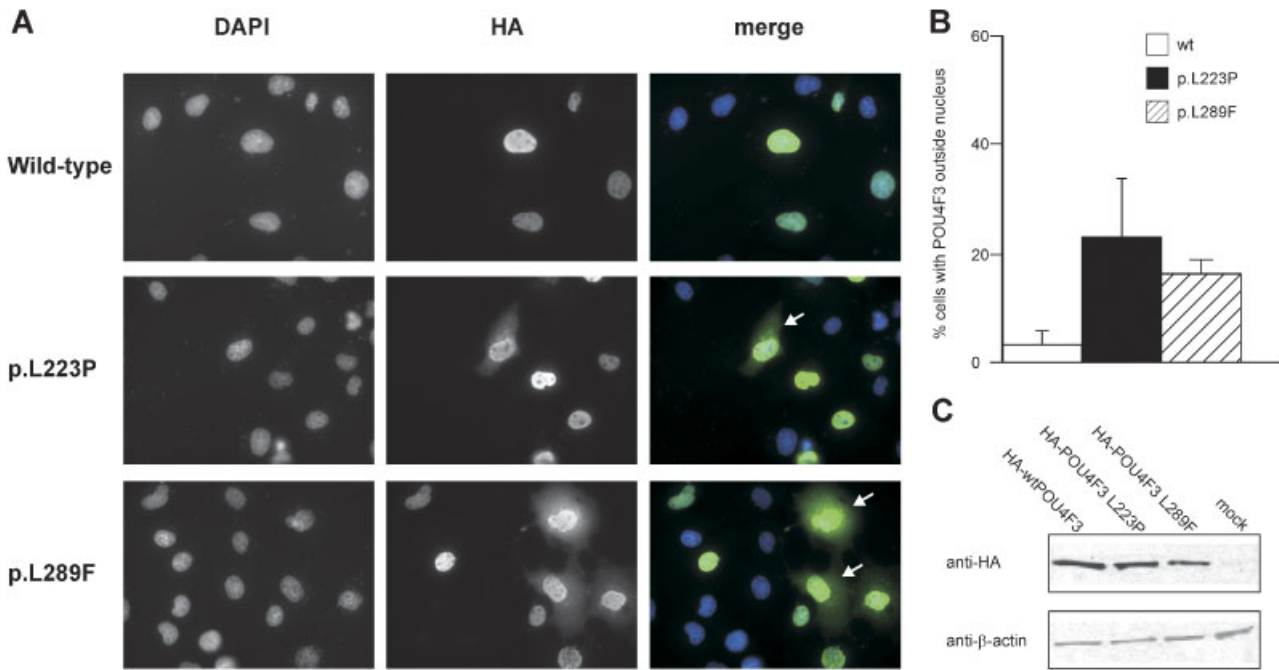 A
DAPI
HA
merge
Wild-type
p.L223P
p.L289F
B
% cells with POU4F3 outside nucleus
60
40
20
0
wt
p.L223P
p.L289F
C
HA-wtPOU4F3
HA-POU4F3 L223P
HA-POU4F3 L289F
mock
anti-HA
anti-β-actin